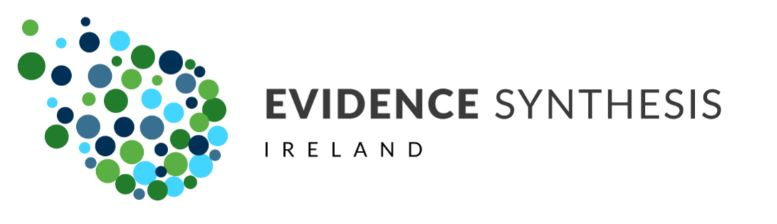 EVIDENCE SYNTHESIS
IRELAND